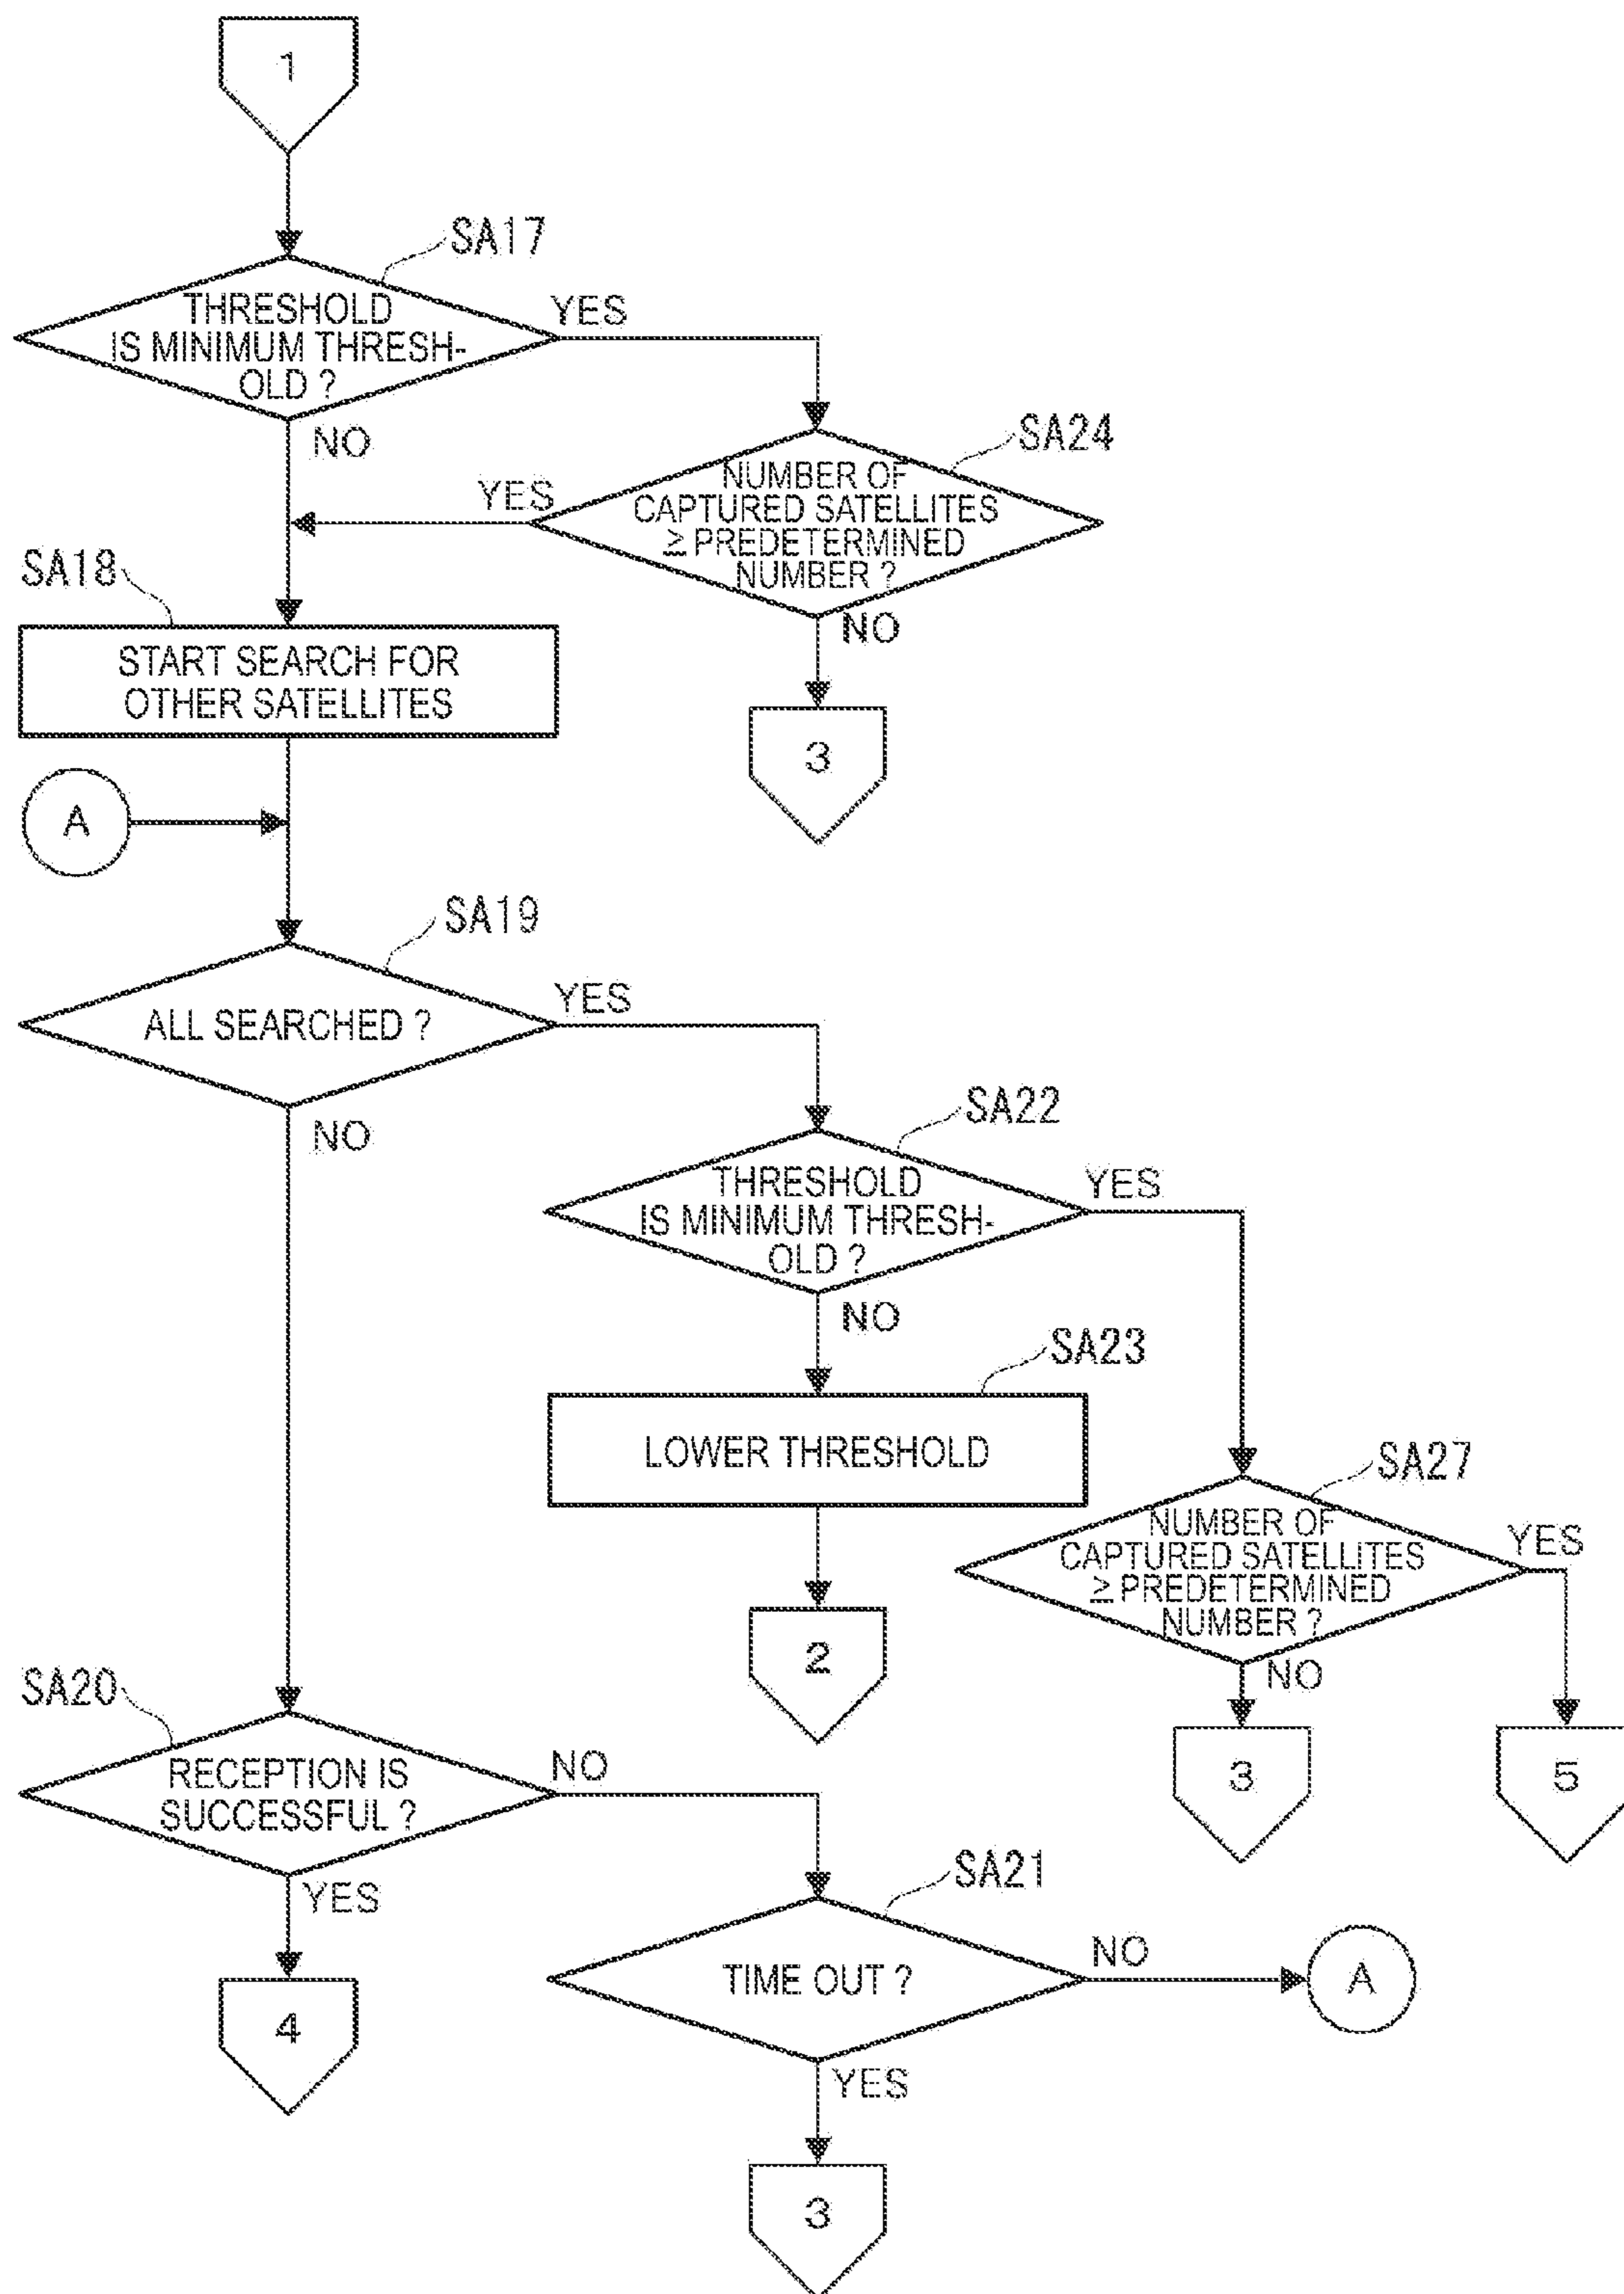 1
SA17
THRESHOLD
IS MINIMUM THRESH-
OLD ?
YES
NO
SA24
NUMBER OF
CAPTURED SATELLITES
≥ PREDETERMINED
NUMBER ?
YES
NO
3
SA18
START SEARCH FOR
OTHER SATELLITES
A
SA19
ALL SEARCHED ?
YES
NO
SA22
THRESHOLD
IS MINIMUM THRESH-
OLD ?
YES
NO
SA23
LOWER THRESHOLD
2
SA27
NUMBER OF
CAPTURED SATELLITES
≥ PREDETERMINED
NUMBER ?
YES
NO
3
5
SA20
RECEPTION IS
SUCCESSFUL ?
NO
YES
4
SA21
TIME OUT ?
NO
A
YES
3